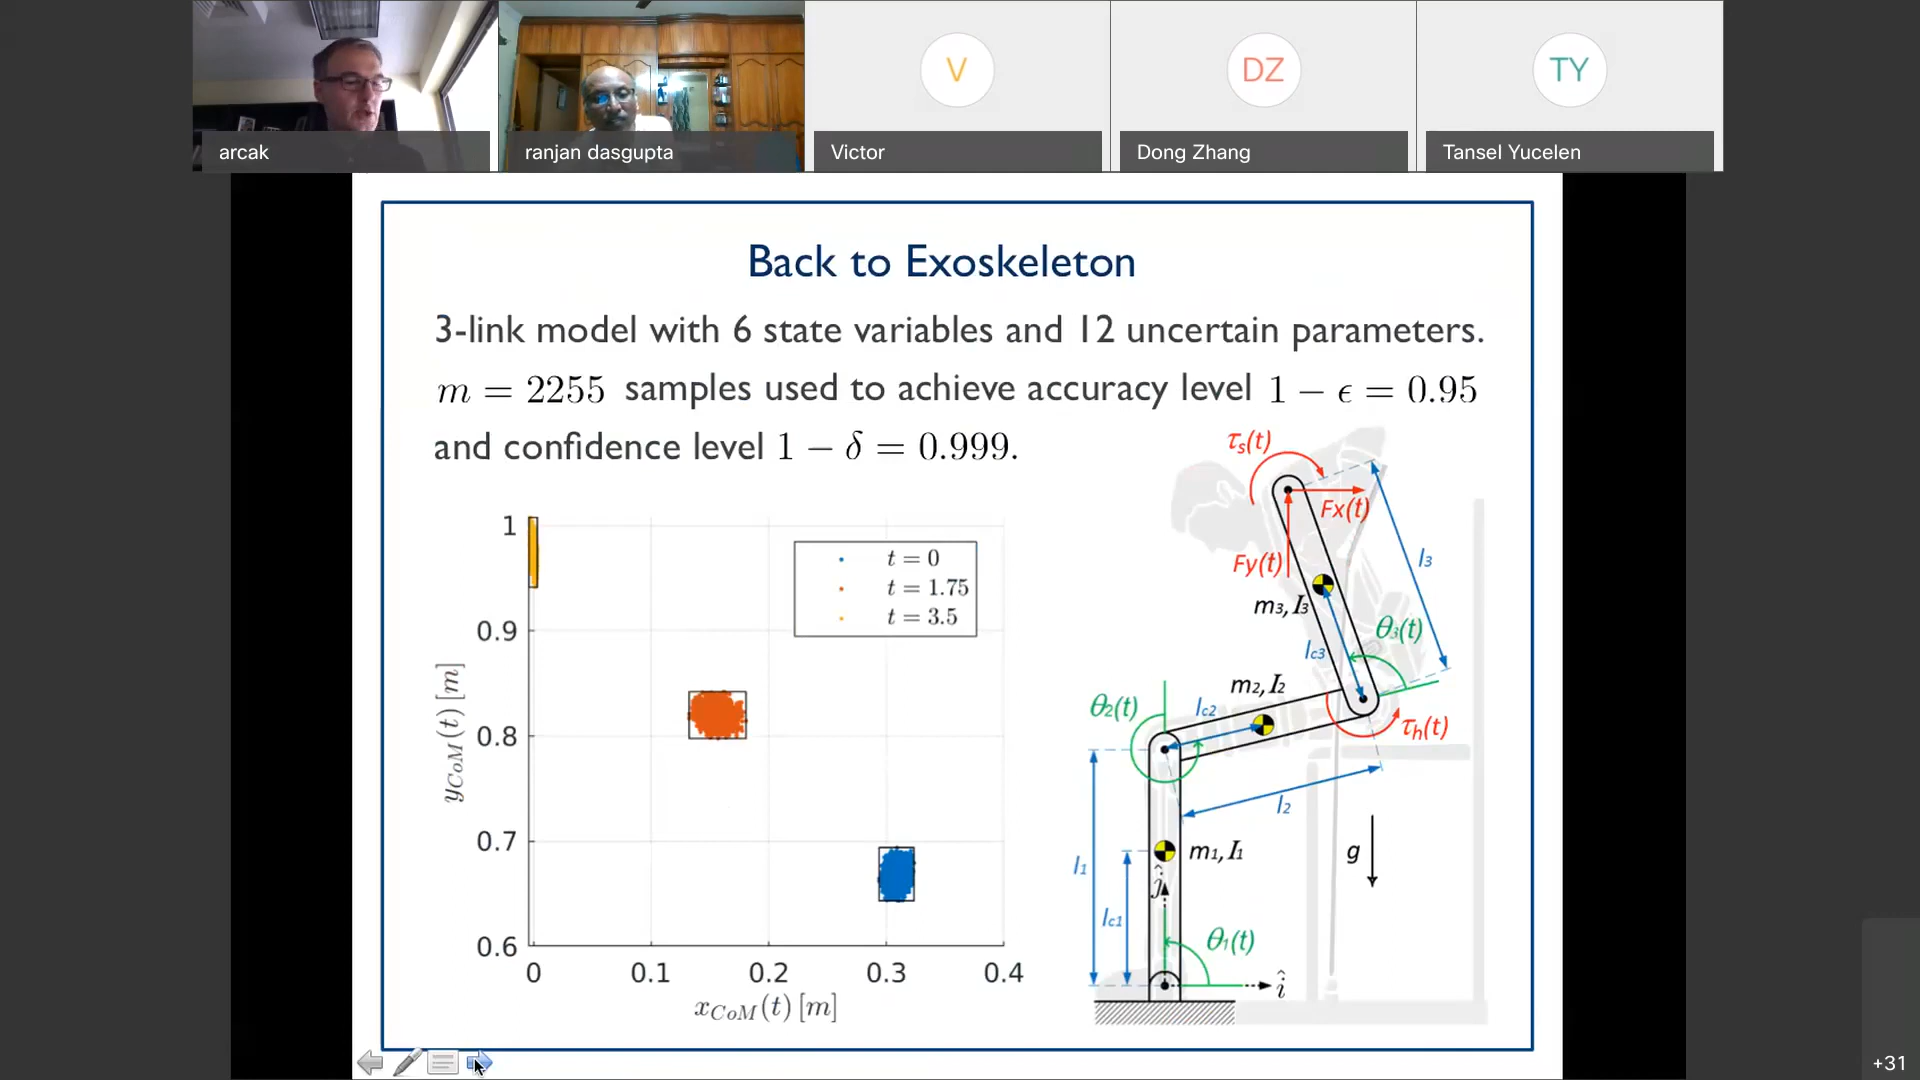 V
DZ
TY
arcak
ranjan dasgupta
Victor
Dong Zhang
Tansel Yucelen
Back to Exoskeleton
3-link model with 6 state variables and 12 uncertain parameters.
m = 2255 samples used to achieve accuracy level 1 − ϵ = 0.95
and confidence level 1 − δ = 0.999.
1
0.9
0.8
0.7
0.6
0
0.1
0.2
0.3
0.4
y_CoM(t) [m]
x_CoM(t) [m]
t = 0
t = 1.75
t = 3.5
τs(t)
Fx(t)
Fy(t)
l3
m3, I3
θ3(t)
lc3
m2, I2
θ2(t)
lc2
τh(t)
l2
m1, I1
g
l1
ĵ
lc1
θ1(t)
î
+31